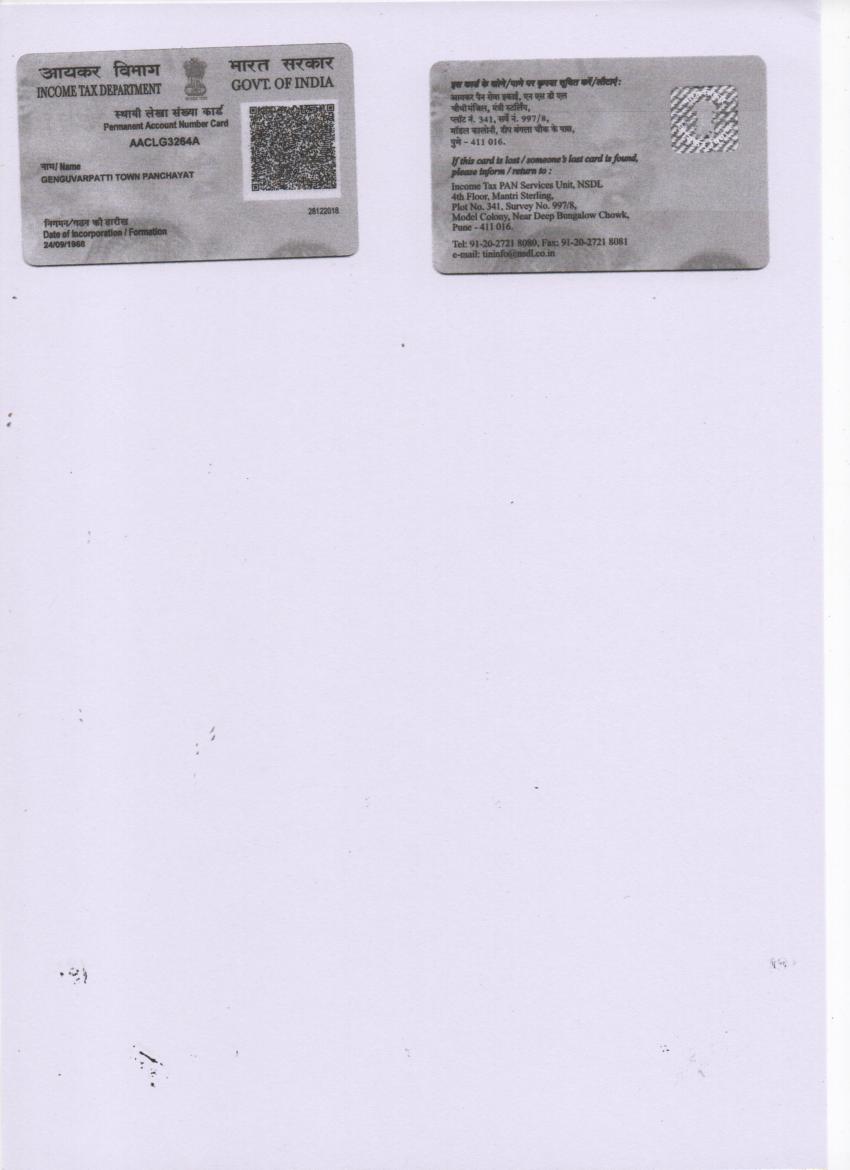 आयकर विभाग
INCOME TAX DEPARTMENT
भारत सरकार
GOVT. OF INDIA
स्थायी लेखा संख्या कार्ड
Permanent Account Number Card
AACLG3264A
नाम/ Name
GENGUVARPATTI TOWN PANCHAYAT
28122018
निगमन/गठन की तारीख
Date of Incorporation / Formation
24/09/1966
इस कार्ड के खोने/पाने पर कृपया सूचित करें/लौटाएं:
आयकर पैन सेवा इकाई, एन एस डी एल
चौथी मंजिल, मंत्री स्टर्लिंग,
प्लॉट नं. 341, सर्वे नं. 997/8,
मॉडल कालोनी, दीप बंगला चौक के पास,
पुणे - 411 016.
If this card is lost / someone's lost card is found,
please inform / return to :
Income Tax PAN Services Unit, NSDL
4th Floor, Mantri Sterling,
Plot No. 341, Survey No. 997/8,
Model Colony, Near Deep Bungalow Chowk,
Pune - 411 016.
Tel: 91-20-2721 8080, Fax: 91-20-2721 8081
e-mail: tininfo@nsdl.co.in